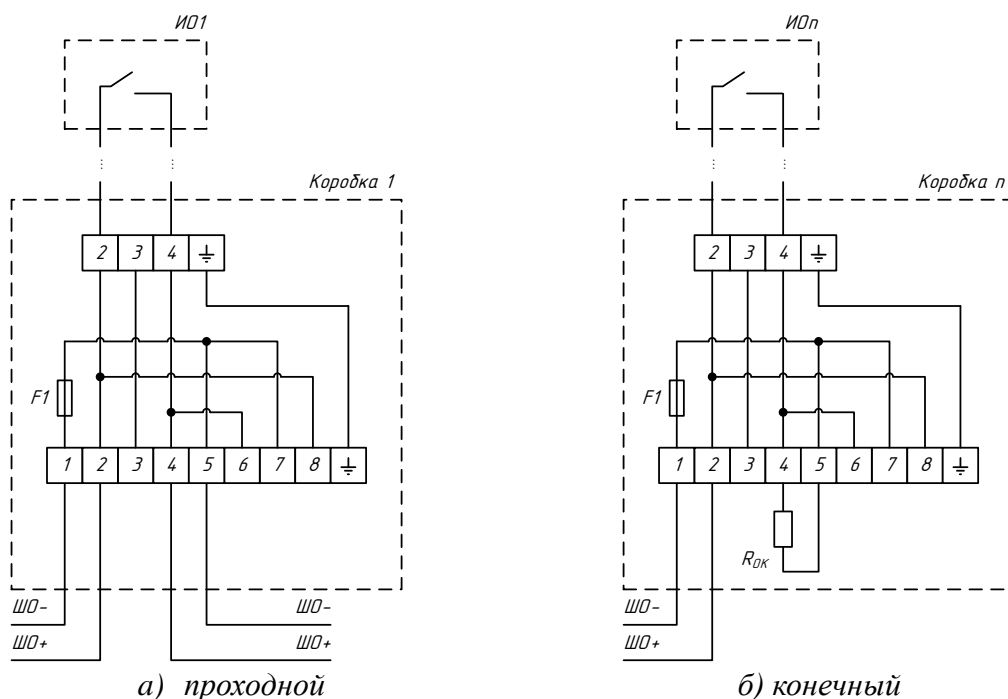 ИО1
ИОn
Коробка 1
Коробка n
2 3 4
2 3 4
F1
F1
1 2 3 4 5 6 7 8
1 2 3 4 5 6 7 8
RОК
ШО- ШО-
ШО+ ШО+
ШО-
ШО+
а) проходной
б) конечный